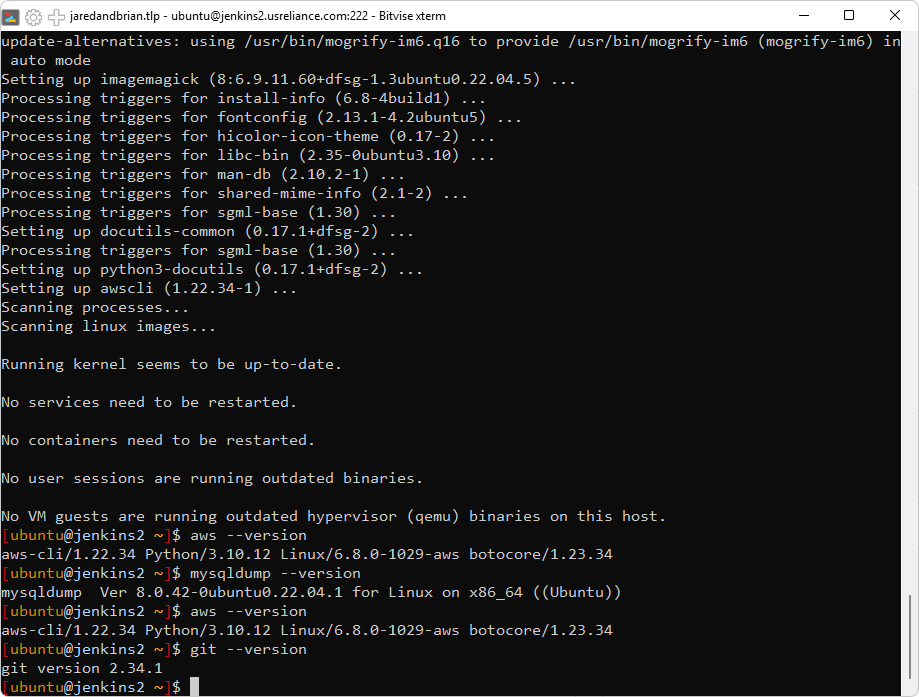 jaredandbrian.tlp - ubuntu@jenkins2.usreliance.com:222 - Bitvise xterm
update-alternatives: using /usr/bin/mogrify-im6.q16 to provide /usr/bin/mogrify-im6 (mogrify-im6) in
 auto mode
Setting up imagemagick (8:6.9.11.60+dfsg-1.3ubuntu0.22.04.5) ...
Processing triggers for install-info (6.8-4build1) ...
Processing triggers for fontconfig (2.13.1-4.2ubuntu5) ...
Processing triggers for hicolor-icon-theme (0.17-2) ...
Processing triggers for libc-bin (2.35-0ubuntu3.10) ...
Processing triggers for man-db (2.10.2-1) ...
Processing triggers for shared-mime-info (2.1-2) ...
Processing triggers for sgml-base (1.30) ...
Setting up docutils-common (0.17.1+dfsg-2) ...
Processing triggers for sgml-base (1.30) ...
Setting up python3-docutils (0.17.1+dfsg-2) ...
Setting up awscli (1.22.34-1) ...
Scanning processes...
Scanning linux images...
Running kernel seems to be up-to-date.
No services need to be restarted.
No containers need to be restarted.
No user sessions are running outdated binaries.
No VM guests are running outdated hypervisor (qemu) binaries on this host.
[ubuntu@jenkins2 ~]$ aws --version
aws-cli/1.22.34 Python/3.10.12 Linux/6.8.0-1029-aws botocore/1.23.34
[ubuntu@jenkins2 ~]$ mysqldump --version
mysqldump  Ver 8.0.42-0ubuntu0.22.04.1 for Linux on x86_64 ((Ubuntu))
[ubuntu@jenkins2 ~]$ aws --version
aws-cli/1.22.34 Python/3.10.12 Linux/6.8.0-1029-aws botocore/1.23.34
[ubuntu@jenkins2 ~]$ git --version
git version 2.34.1
[ubuntu@jenkins2 ~]$